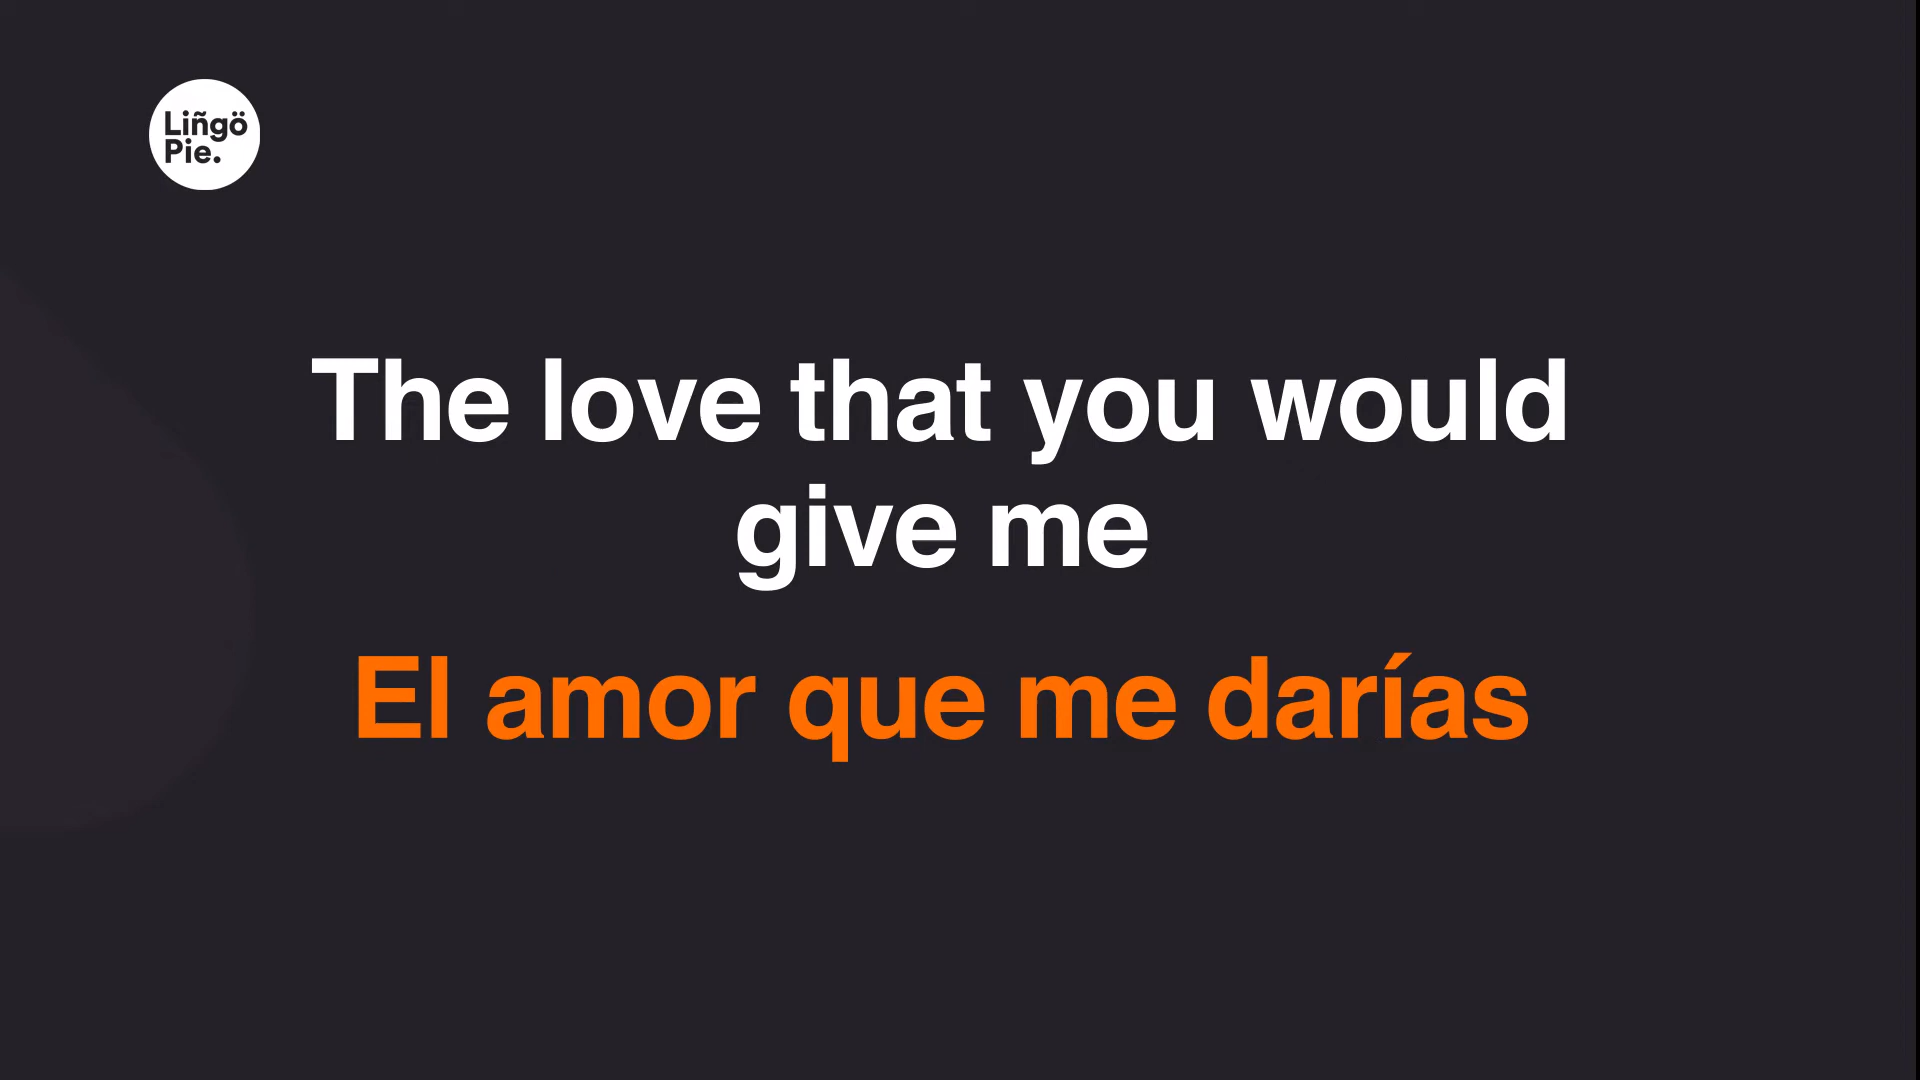 Liñgö
Pie.
The love that you would
give me
El amor que me darías